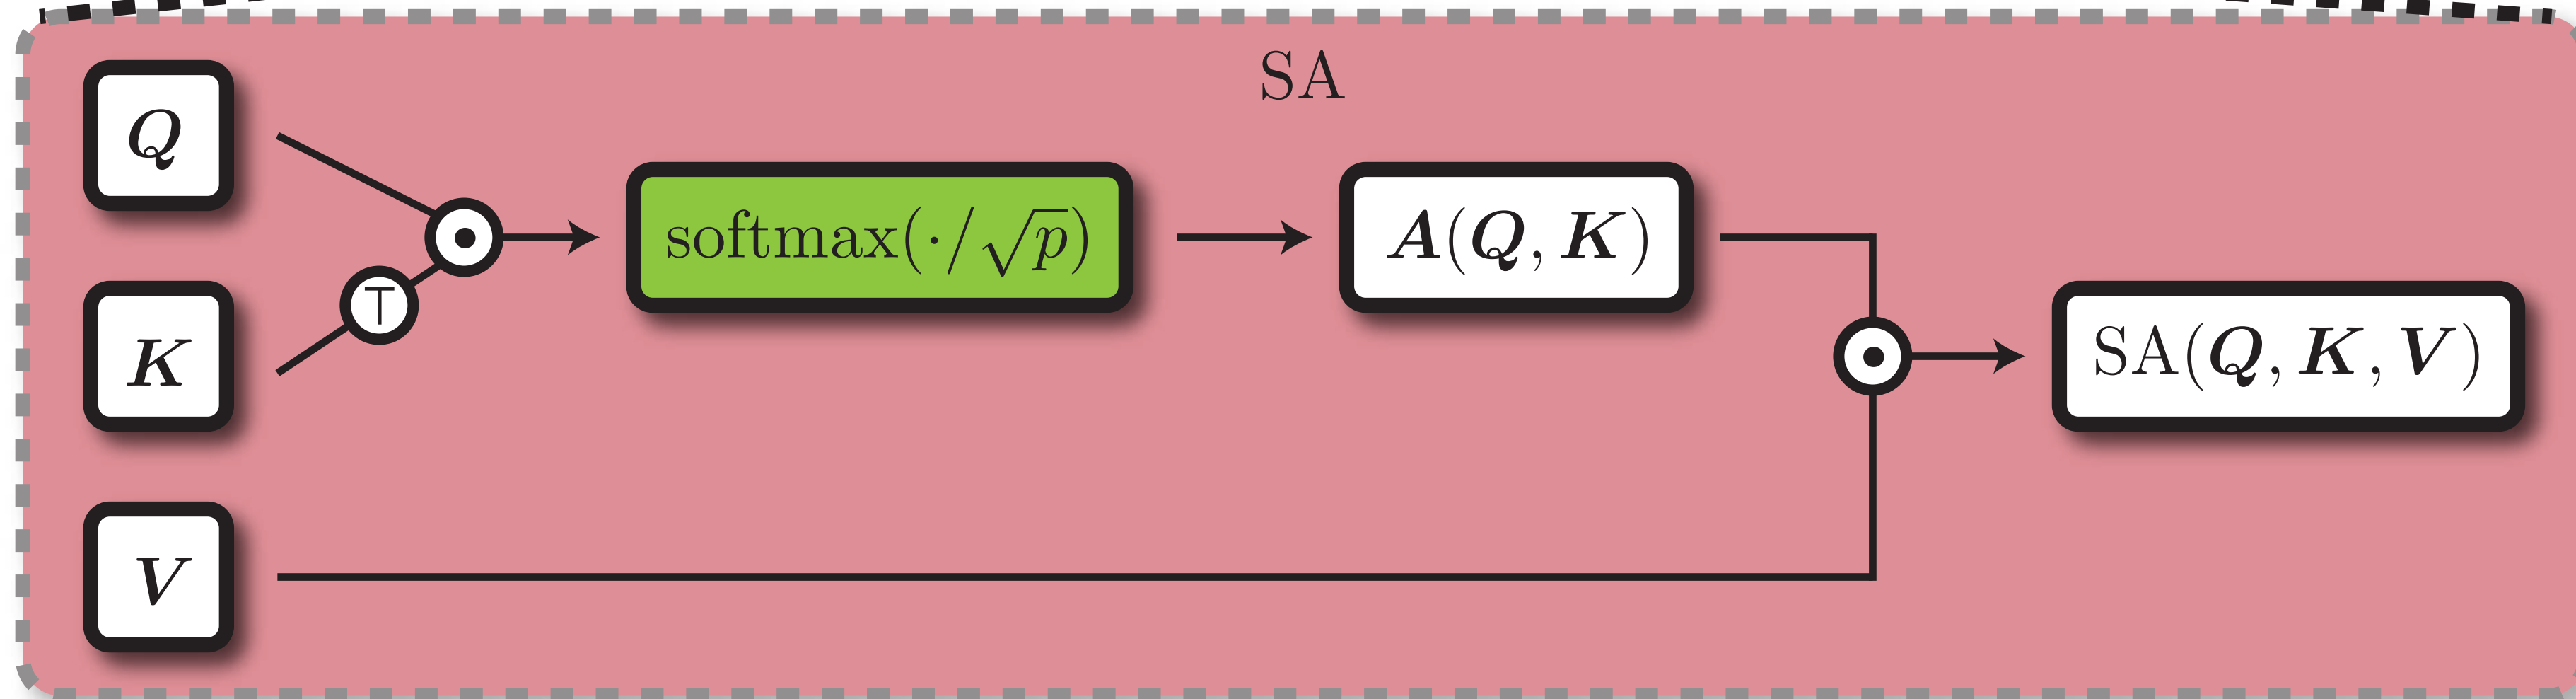 SA
Q
K
V
T
softmax(·/√p)
A(Q, K)
SA(Q, K, V)